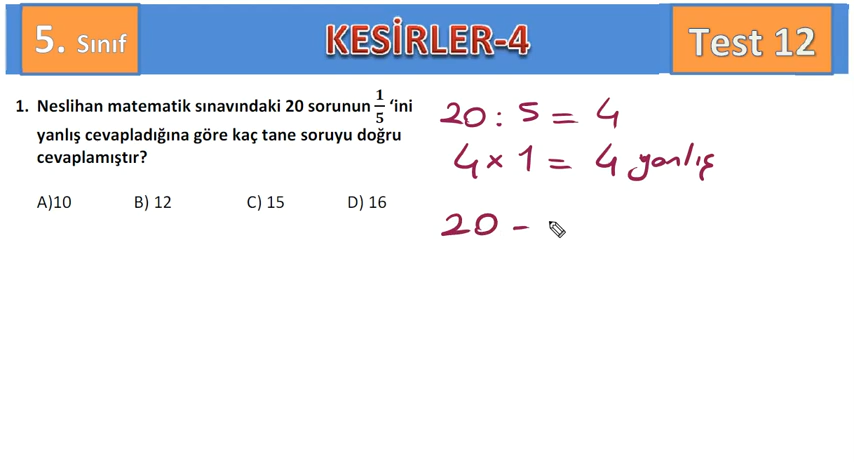 5. Sınıf
KESİRLER-4
Test 12
1. Neslihan matematik sınavındaki 20 sorunun 1/5 ‘ini
yanlış cevapladığına göre kaç tane soruyu doğru
cevaplamıştır?
A)10 B) 12 C) 15 D) 16
20 : 5 = 4
4 × 1 = 4 yanlış
20 -